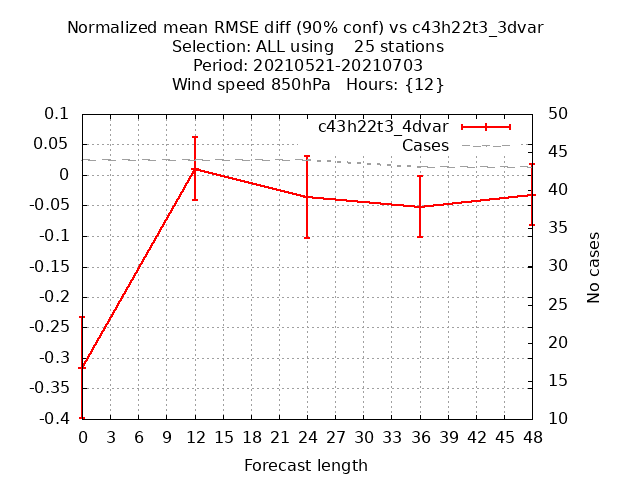 Normalized mean RMSE diff (90% conf) vs c43h22t3_3dvar
Selection: ALL using    25 stations
Period: 20210521-20210703
Wind speed 850hPa   Hours: {12}
c43h22t3_4dvar
Cases
0.1
0.05
0
-0.05
-0.1
-0.15
-0.2
-0.25
-0.3
-0.35
-0.4
50
45
40
35
30
25
20
15
10
No cases
0 3 6 9 12 15 18 21 24 27 30 33 36 39 42 45 48
Forecast length